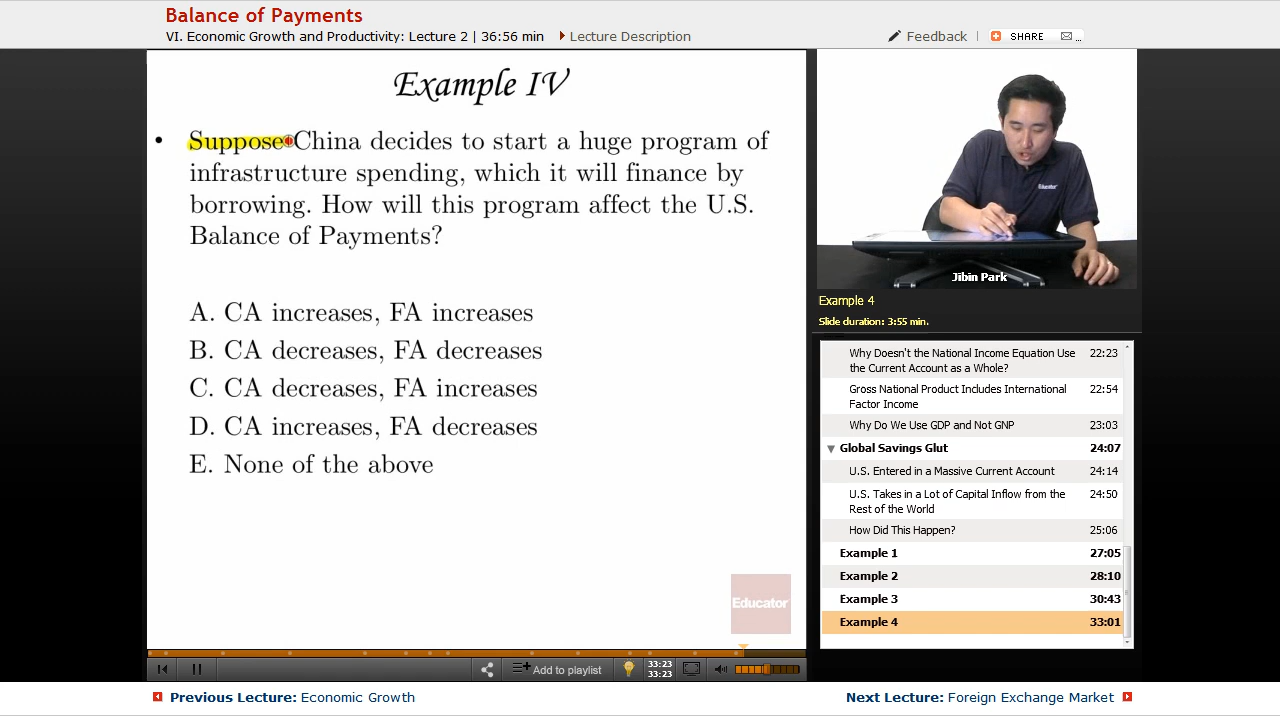 Balance of Payments
VI. Economic Growth and Productivity: Lecture 2 | 36:56 min
Lecture Description
Feedback
SHARE
Example IV
• Suppose China decides to start a huge program of
infrastructure spending, which it will finance by
borrowing. How will this program affect the U.S.
Balance of Payments?
A. CA increases, FA increases
B. CA decreases, FA decreases
C. CA decreases, FA increases
D. CA increases, FA decreases
E. None of the above
Educator
Educator
Jibin Park
Example 4
Slide duration: 3:55 min.
Why Doesn't the National Income Equation Use
the Current Account as a Whole? 22:23
Gross National Product Includes International
Factor Income 22:54
Why Do We Use GDP and Not GNP 23:03
Global Savings Glut 24:07
U.S. Entered in a Massive Current Account 24:14
U.S. Takes in a Lot of Capital Inflow from the
Rest of the World 24:50
How Did This Happen? 25:06
Example 1 27:05
Example 2 28:10
Example 3 30:43
Example 4 33:01
Add to playlist
33:23
33:23
Previous Lecture: Economic Growth
Next Lecture: Foreign Exchange Market